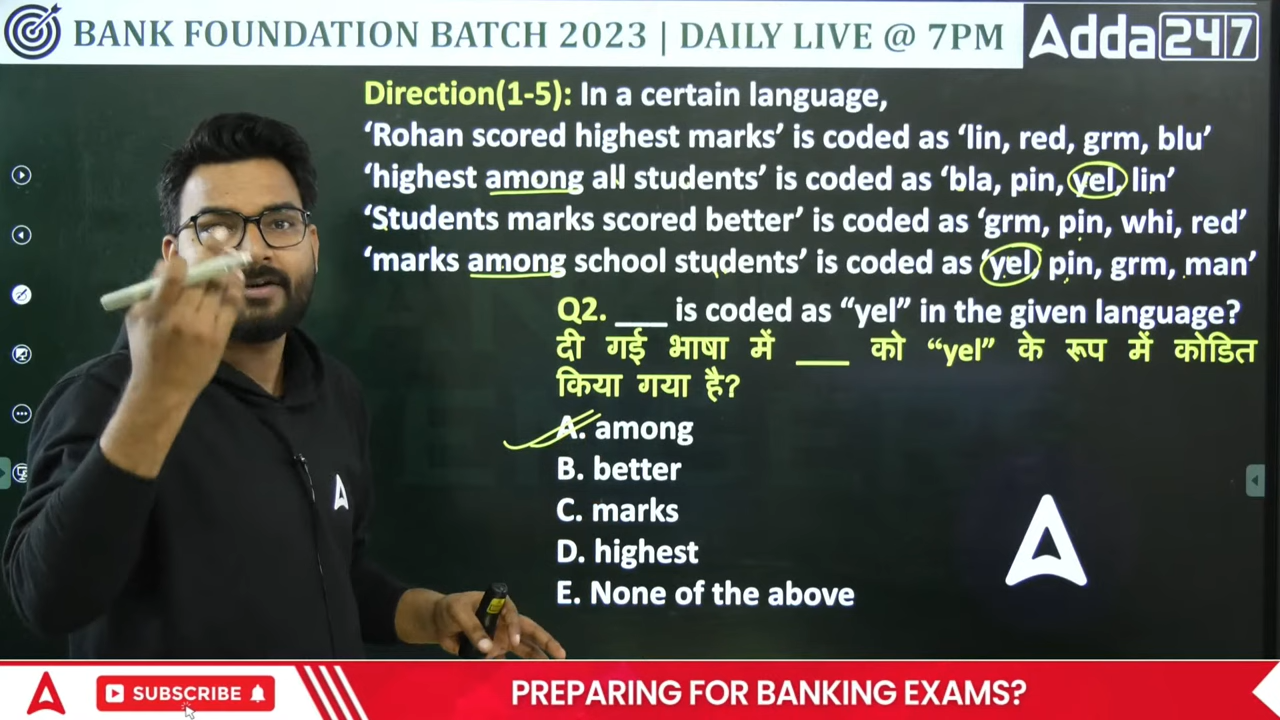 BANK FOUNDATION BATCH 2023 | DAILY LIVE @ 7PM
Adda247
Direction(1-5): In a certain language,
‘Rohan scored highest marks’ is coded as ‘lin, red, grm, blu’
‘highest among all students’ is coded as ‘bla, pin, yel, lin’
‘Students marks scored better’ is coded as ‘grm, pin, whi, red’
‘marks among school students’ is coded as ‘yel, pin, grm, man’
Q2. ___ is coded as “yel” in the given language?
दी गई भाषा में ___ को “yel” के रूप में कोडित
किया गया है?
A. among
B. better
C. marks
D. highest
E. None of the above
SUBSCRIBE
PREPARING FOR BANKING EXAMS?